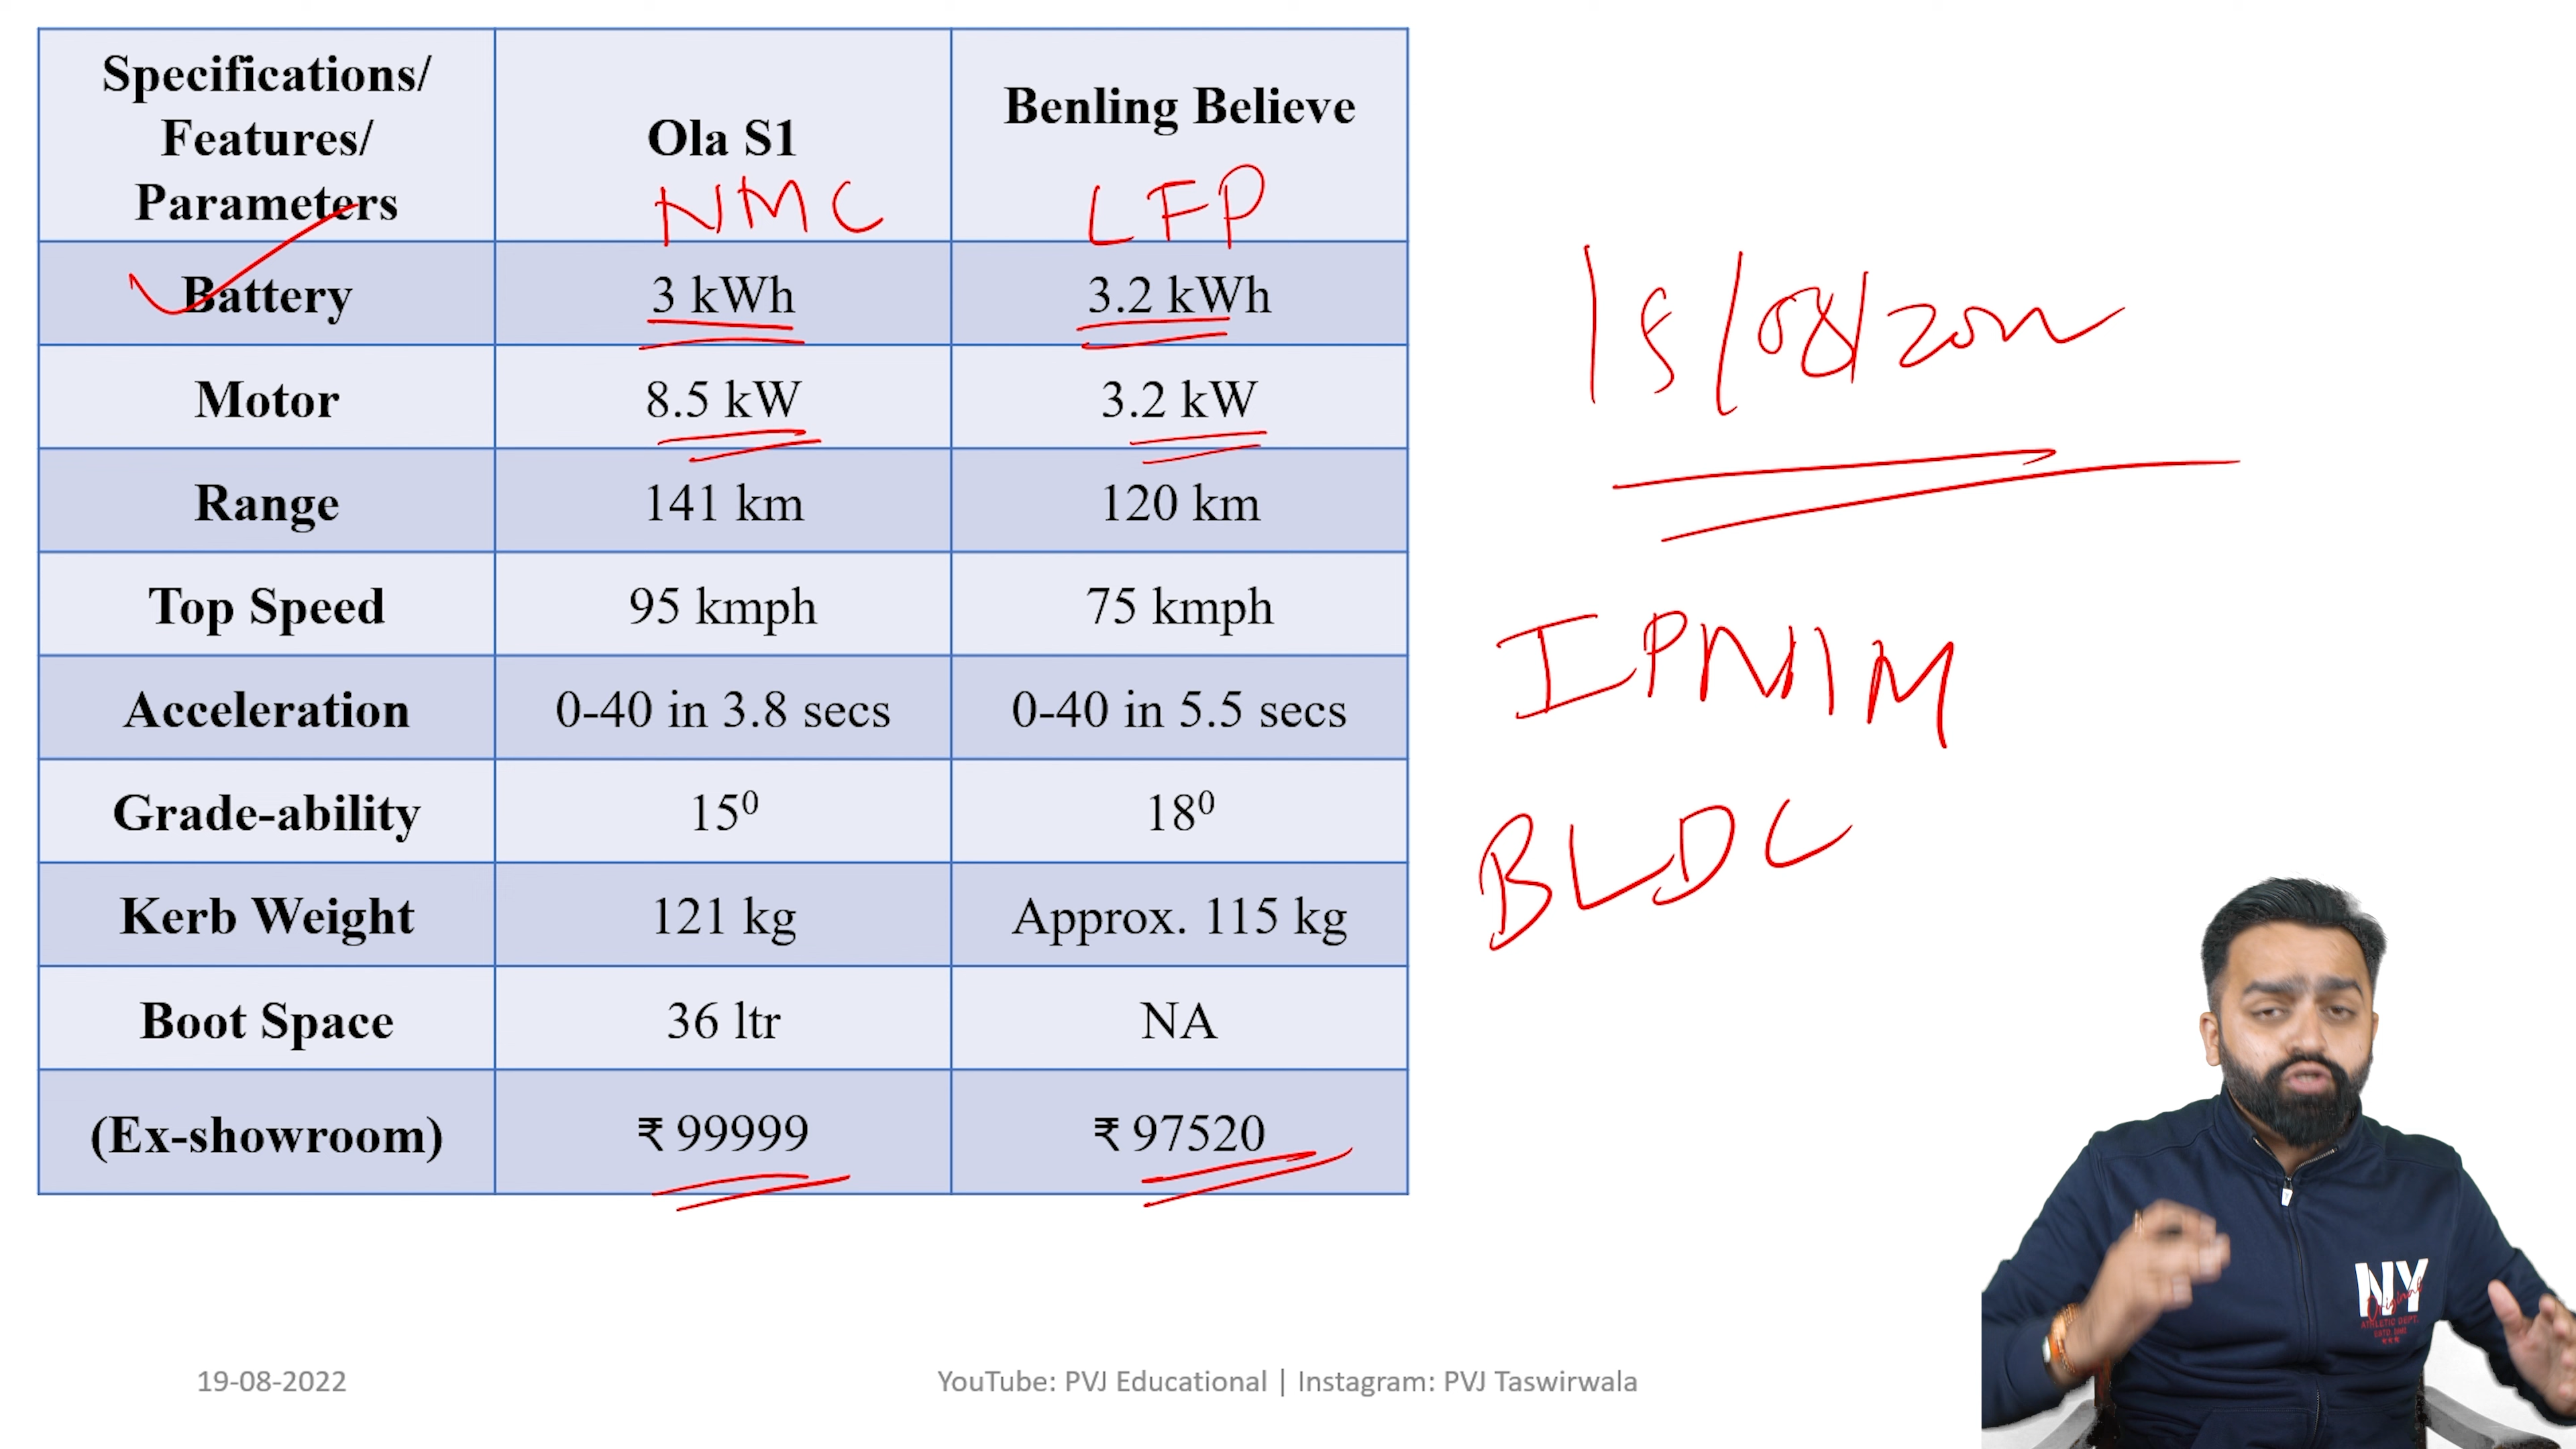 Specifications/
Features/
Parameters
Ola S1
NMC
Benling Believe
LFP
Battery
3 kWh
3.2 kWh
Motor
8.5 kW
3.2 kW
Range
141 km
120 km
Top Speed
95 kmph
75 kmph
Acceleration
0-40 in 3.8 secs
0-40 in 5.5 secs
Grade-ability
15⁰
18⁰
Kerb Weight
121 kg
Approx. 115 kg
Boot Space
36 ltr
NA
(Ex-showroom)
₹ 99999
₹ 97520
BLDC
NY
Original
ATHLETIC DEPT.
19-08-2022
YouTube: PVJ Educational | Instagram: PVJ Taswirwala